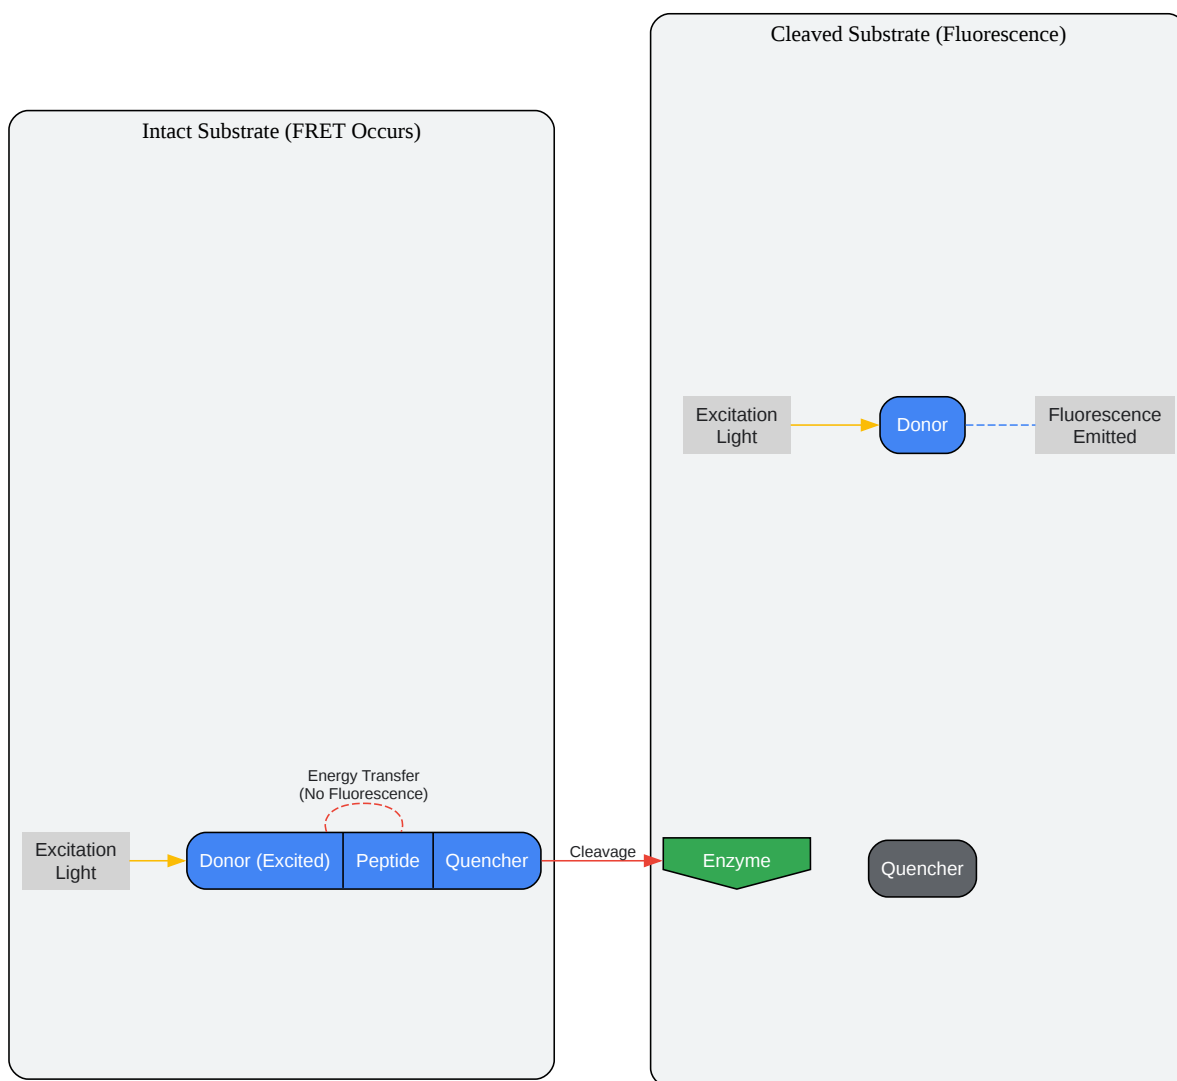 Intact Substrate (FRET Occurs)
Energy Transfer
(No Fluorescence)
Excitation
Light
Donor (Excited)
Peptide
Quencher
Cleavage
Cleaved Substrate (Fluorescence)
Excitation
Light
Donor
Fluorescence
Emitted
Enzyme
Quencher